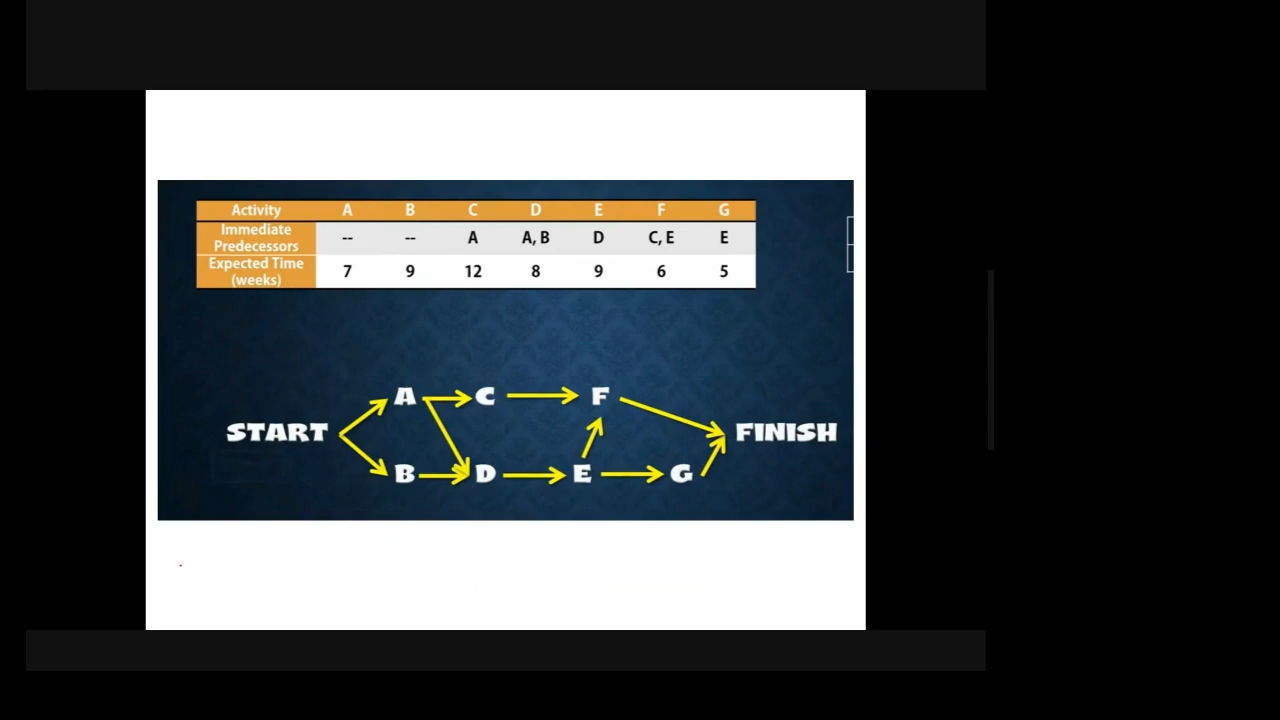 Activity A B C D E F G
Immediate
Predecessors -- -- A A, B D C, E E
Expected Time
(weeks) 7 9 12 8 9 6 5
A C F
START FINISH
B D E G